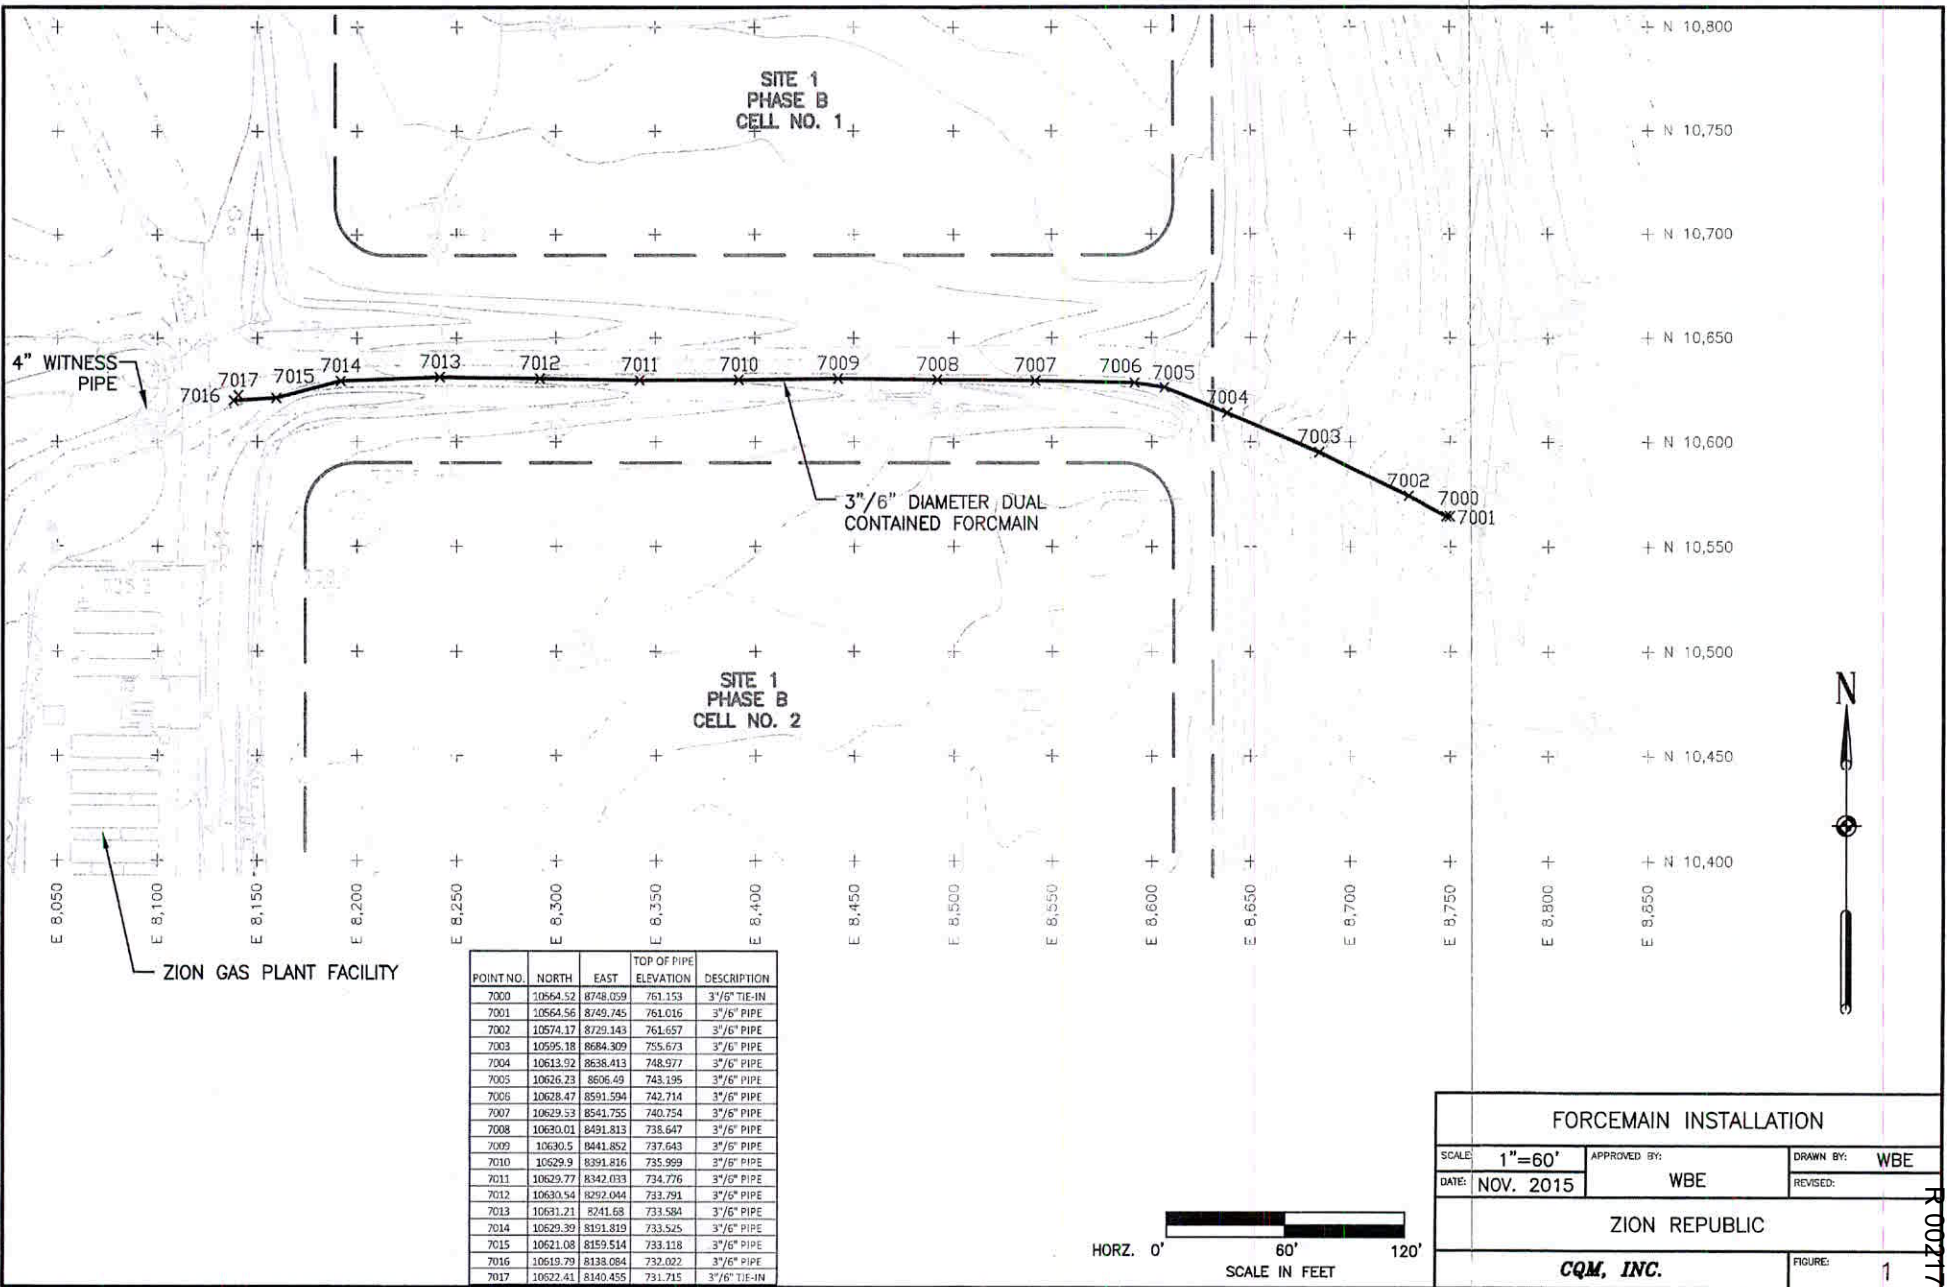 SITE 1
PHASE B
CELL NO. 1
N 10,800
N 10,750
N 10,700
N 10,650
N 10,600
N 10,550
N 10,500
N 10,450
N 10,400
4" WITNESS
PIPE
7016
7017
7015
7014
7013
7012
7011
7010
7009
7008
7007
7006
7005
7004
7003
7002
7000
7001
3"/6" DIAMETER DUAL
CONTAINED FORCMAIN
SITE 1
PHASE B
CELL NO. 2
N
E 8,050
E 8,100
E 8,150
E 8,200
E 8,250
E 8,300
E 8,350
E 8,400
E 8,450
E 8,500
E 8,550
E 8,600
E 8,650
E 8,700
E 8,750
E 8,800
E 8,850
ZION GAS PLANT FACILITY
POINT NO. NORTH EAST TOP OF PIPE ELEVATION DESCRIPTION
7000 10564.52 8748.059 761.153 3"/6" TIE-IN
7001 10564.56 8749.745 761.016 3"/6" PIPE
7002 10574.17 8729.143 761.657 3"/6" PIPE
7003 10595.18 8684.309 755.673 3"/6" PIPE
7004 10613.92 8638.413 748.977 3"/6" PIPE
7005 10626.23 8606.49 743.195 3"/6" PIPE
7006 10628.47 8591.594 742.714 3"/6" PIPE
7007 10629.53 8541.755 740.754 3"/6" PIPE
7008 10630.01 8491.813 738.647 3"/6" PIPE
7009 10630.5 8441.852 737.643 3"/6" PIPE
7010 10629.9 8391.816 735.999 3"/6" PIPE
7011 10629.77 8342.033 734.776 3"/6" PIPE
7012 10630.54 8292.044 733.791 3"/6" PIPE
7013 10631.21 8241.68 733.584 3"/6" PIPE
7014 10629.39 8191.819 733.525 3"/6" PIPE
7015 10621.08 8159.514 733.118 3"/6" PIPE
7016 10619.79 8138.084 732.022 3"/6" PIPE
7017 10622.41 8140.455 731.715 3"/6" TIE-IN
HORZ. 0' 60' 120'
SCALE IN FEET
FORCEMAIN INSTALLATION
SCALE 1"=60' APPROVED BY: WBE DRAWN BY: WBE
DATE: NOV. 2015 REVISED:
ZION REPUBLIC
CQM, INC. FIGURE: 1
R 00217